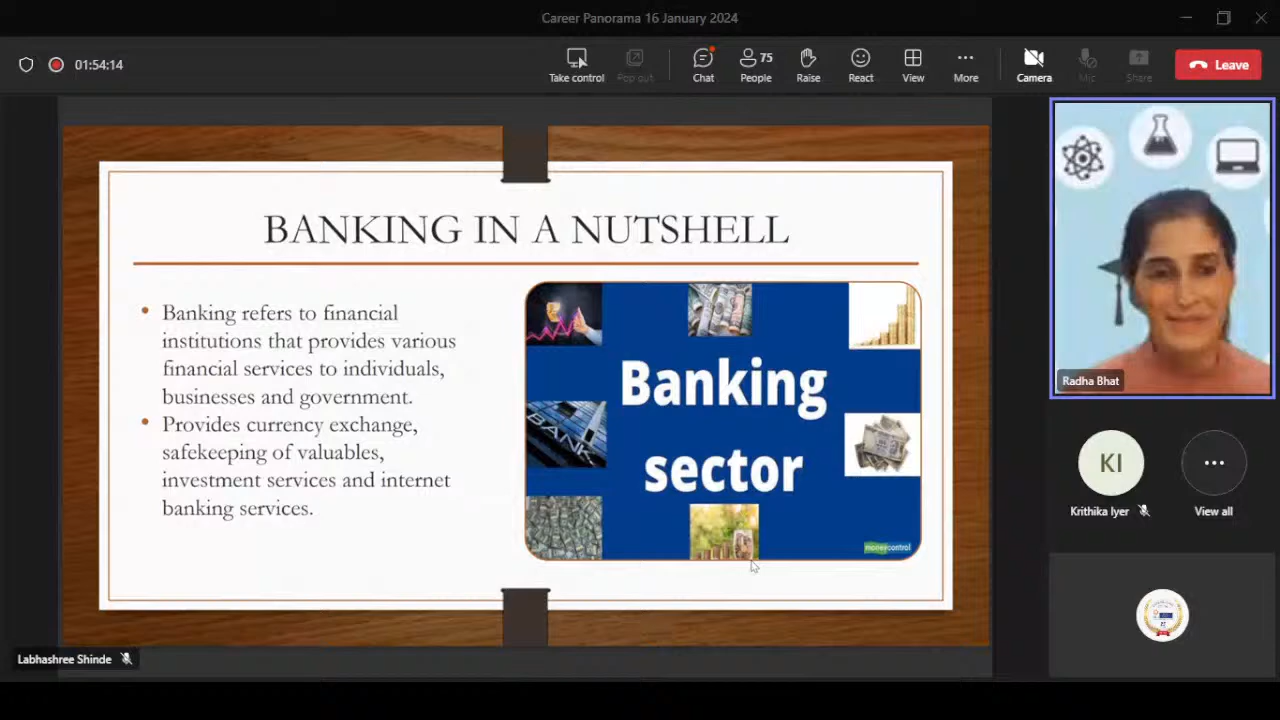 Career Panorama 16 January 2024
01:54:14
Take control
Pop out
Chat
People
75
Raise
React
View
More
Camera
Mic
Share
Leave
BANKING IN A NUTSHELL
• Banking refers to financial
institutions that provides various
financial services to individuals,
businesses and government.
• Provides currency exchange,
safekeeping of valuables,
investment services and internet
banking services.
Banking
sector
BANK
moneycontrol
Radha Bhat
KI
Krithika Iyer
View all
Labhashree Shinde